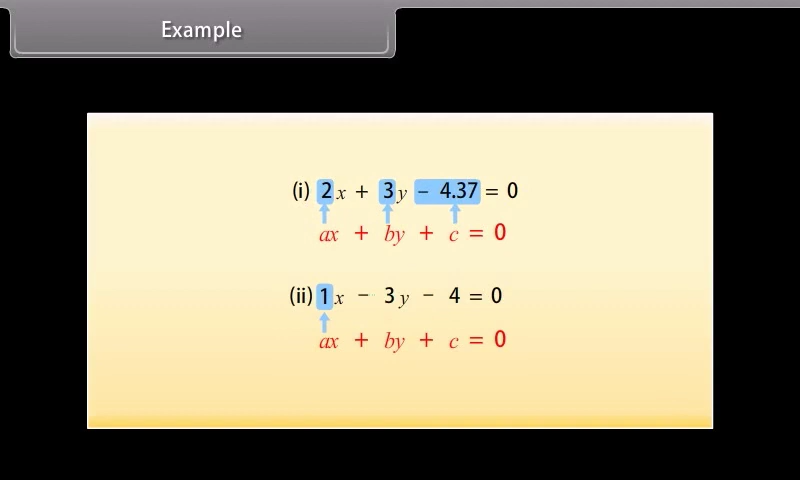 Example
(i) 2x + 3y – 4.37 = 0
ax + by + c = 0
(ii) 1x – 3y – 4 = 0
ax + by + c = 0